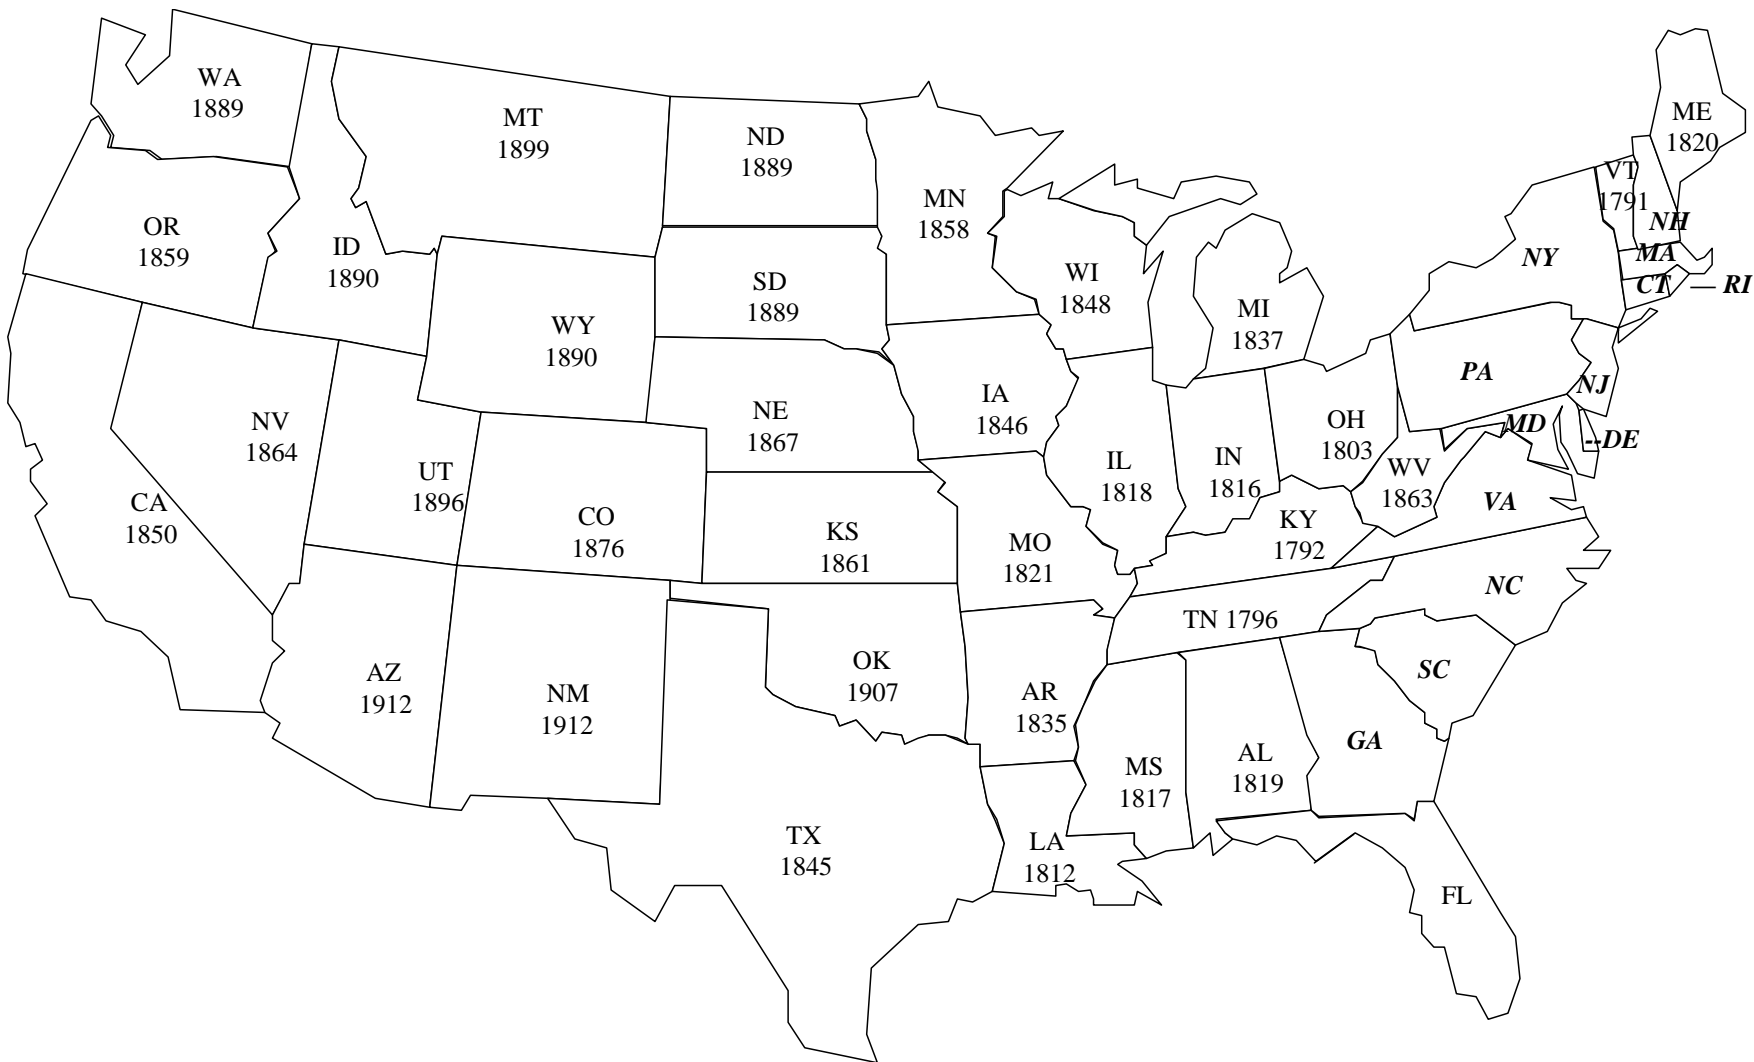 WA
1889
MT
1899
ND
1889
MN
1858
ME
1820
VT
1791
NH
MA
CT
— RI
NY
OR
1859
ID
1890
SD
1889
WI
1848
MI
1837
WY
1890
PA
NJ
MD
--DE
NV
1864
NE
1867
IA
1846
OH
1803
UT
1896
IL
1818
IN
1816
WV
1863
VA
CA
1850
CO
1876
KS
1861
MO
1821
KY
1792
NC
TN 1796
AZ
1912
NM
1912
OK
1907
AR
1835
SC
GA
MS
1817
AL
1819
TX
1845
LA
1812
FL